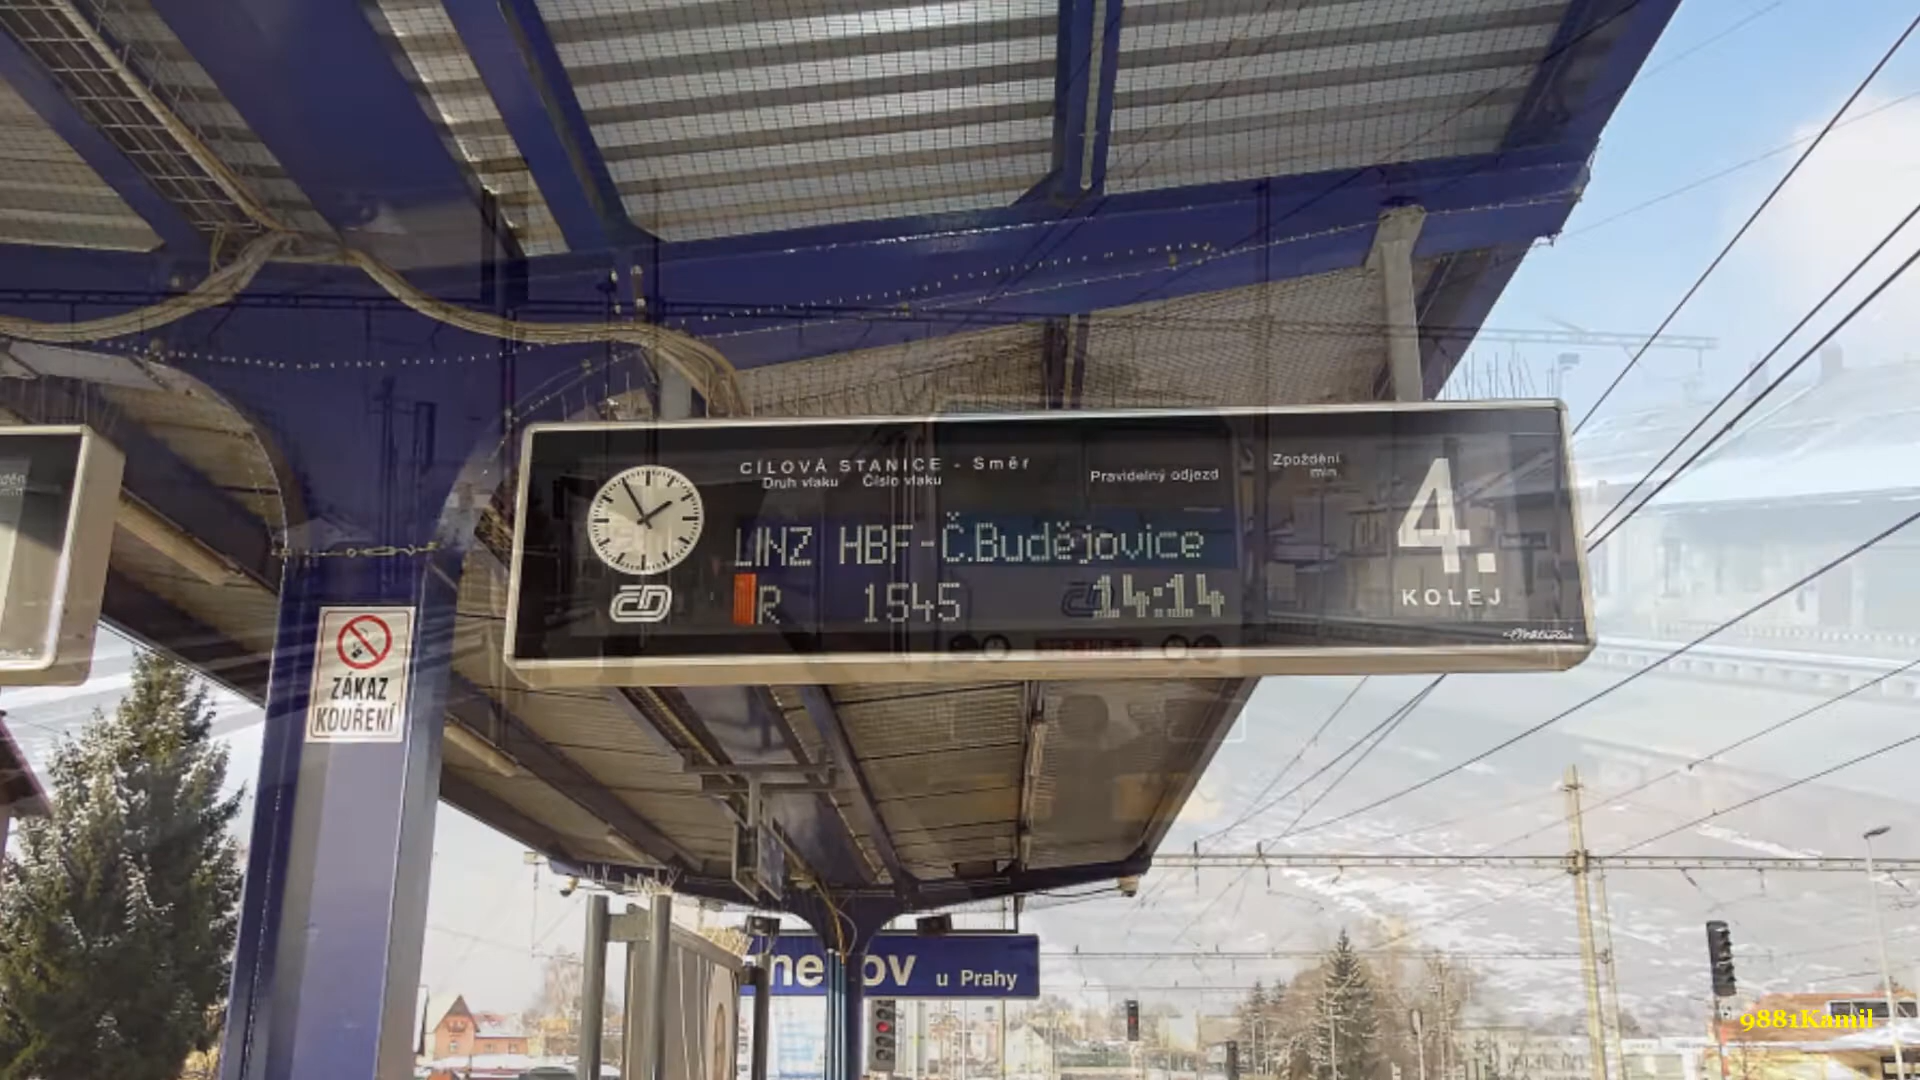 CÍLOVÁ STANICE - Směr
Druh vlaku Číslo vlaku
Pravidelný odjezd
Zpoždění
min.
4.
KOLEJ
LINZ HBF-Č.Budějovice
R 1545 14:14
ČD
ZÁKAZ
KOUŘENÍ
u Prahy
9881Kamil